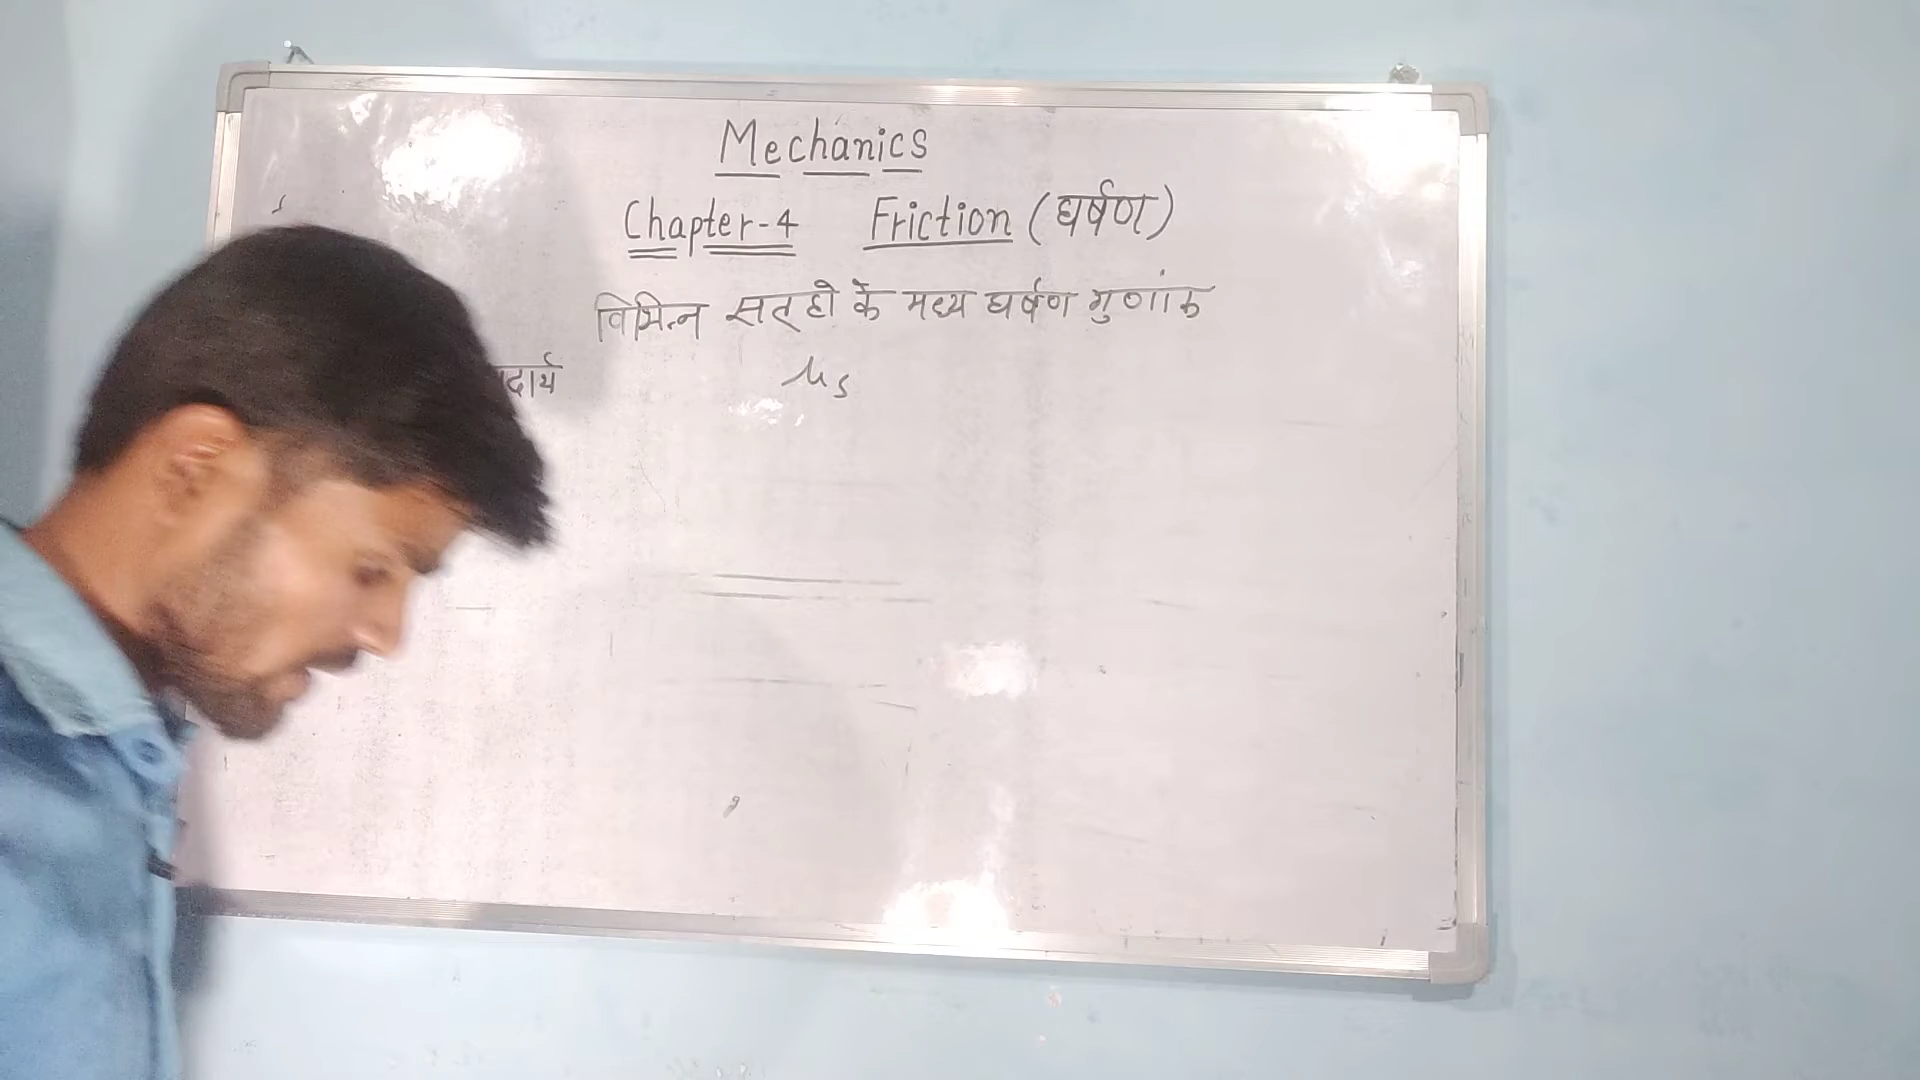 Mechanics
Chapter-4 Friction (घर्षण)
विभिन्न सतहो के मध्य घर्षण गुणांक
μs